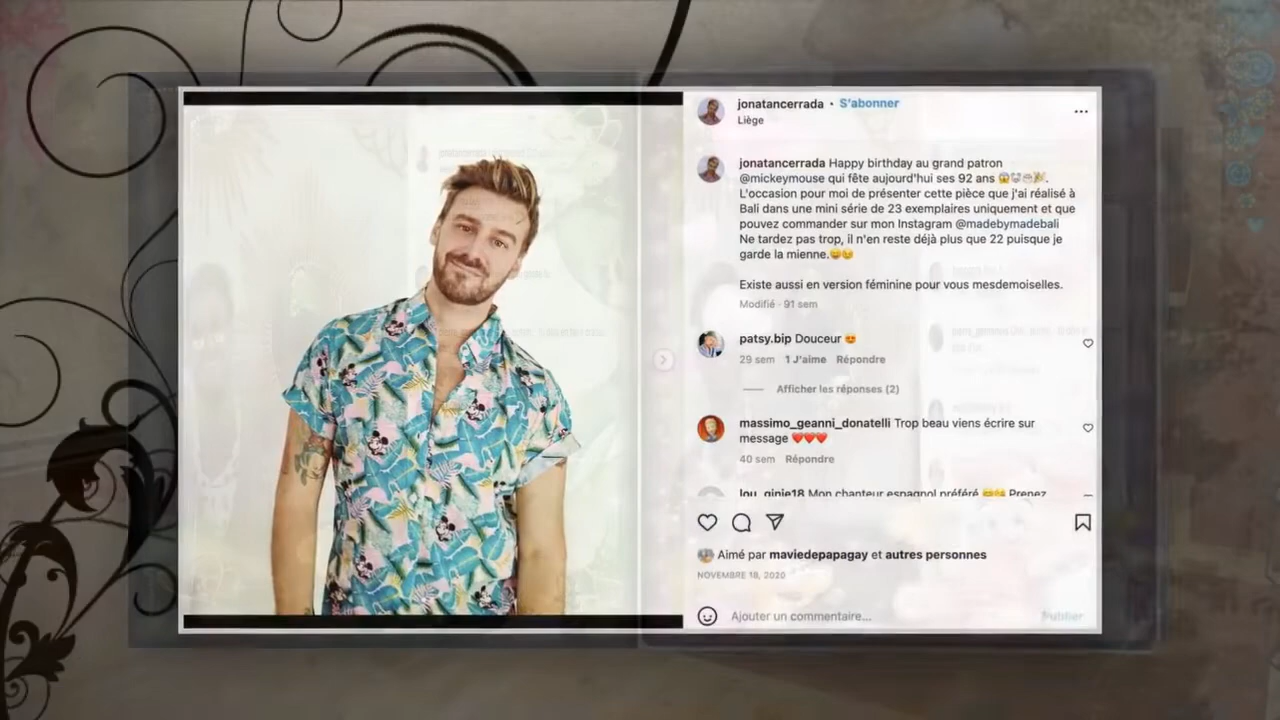 jonatancerrada • S'abonner
Liège
jonatancerrada Happy birthday au grand patron
@mickeymouse qui fête aujourd'hui ses 92 ans
L'occasion pour moi de présenter cette pièce que j'ai réalisé à
Bali dans une mini série de 23 exemplaires uniquement et que
pouvez commander sur mon Instagram @madebymadebali
Ne tardez pas trop, il n'en reste déjà plus que 22 puisque je
garde la mienne.😄😉
Existe aussi en version féminine pour vous mesdemoiselles.
Modifié · 91 sem
patsy.bip Douceur 😍
29 sem 1 J'aime Répondre
Afficher les réponses (2)
massimo_geanni_donatelli Trop beau viens écrire sur
message ❤️❤️❤️
40 sem Répondre
lou_ginie18 Mon chanteur espagnol préféré Prenez
Aimé par maviedepapagay et autres personnes
NOVEMBRE 18, 2020
Ajouter un commentaire...
Publier